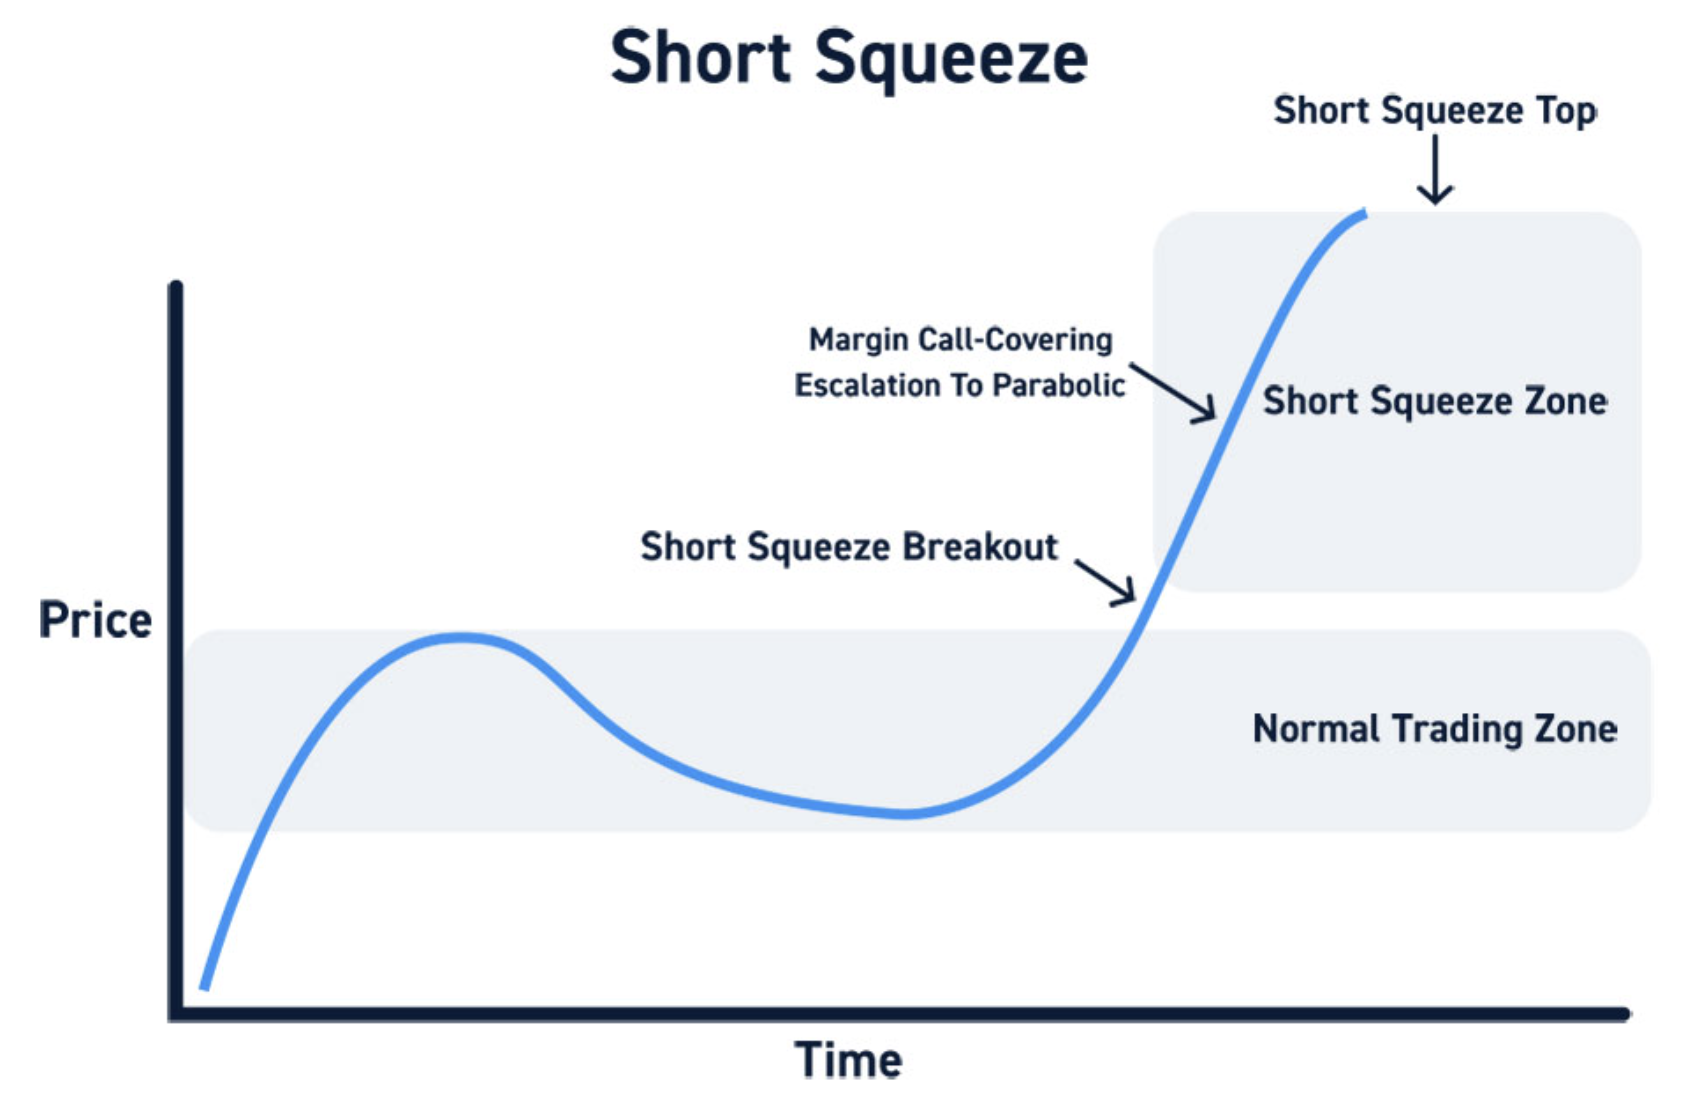 Short Squeeze
Short Squeeze Top
Margin Call-Covering
Escalation To Parabolic
Short Squeeze Zone
Short Squeeze Breakout
Price
Normal Trading Zone
Time